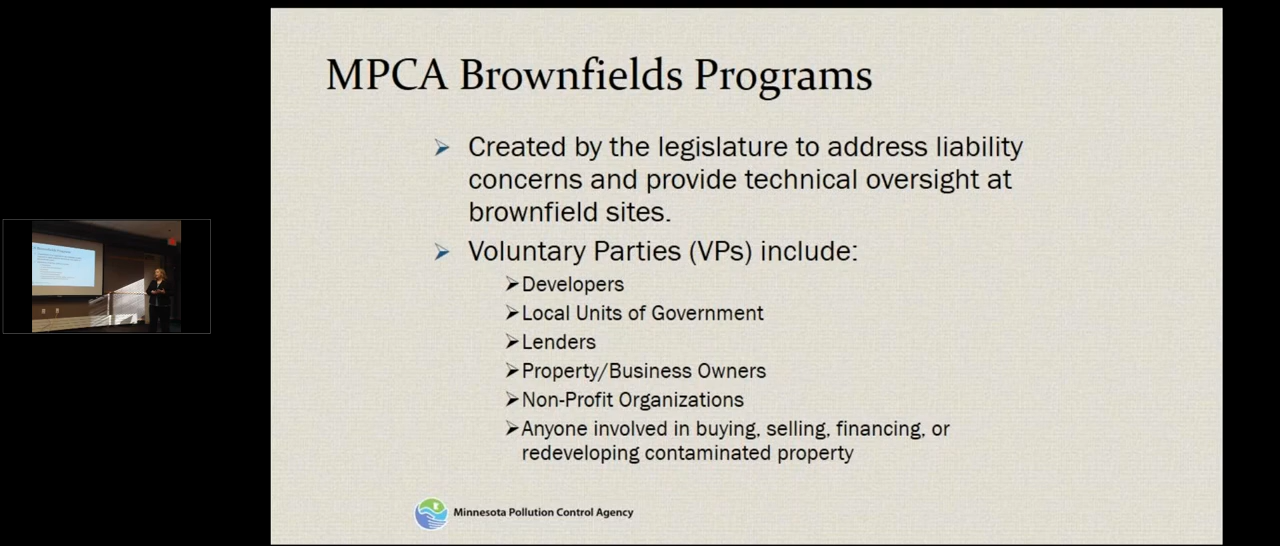 MPCA Brownfields Programs
Created by the legislature to address liability
concerns and provide technical oversight at
brownfield sites.
Voluntary Parties (VPs) include:
Developers
Local Units of Government
Lenders
Property/Business Owners
Non-Profit Organizations
Anyone involved in buying, selling, financing, or
redeveloping contaminated property
Minnesota Pollution Control Agency